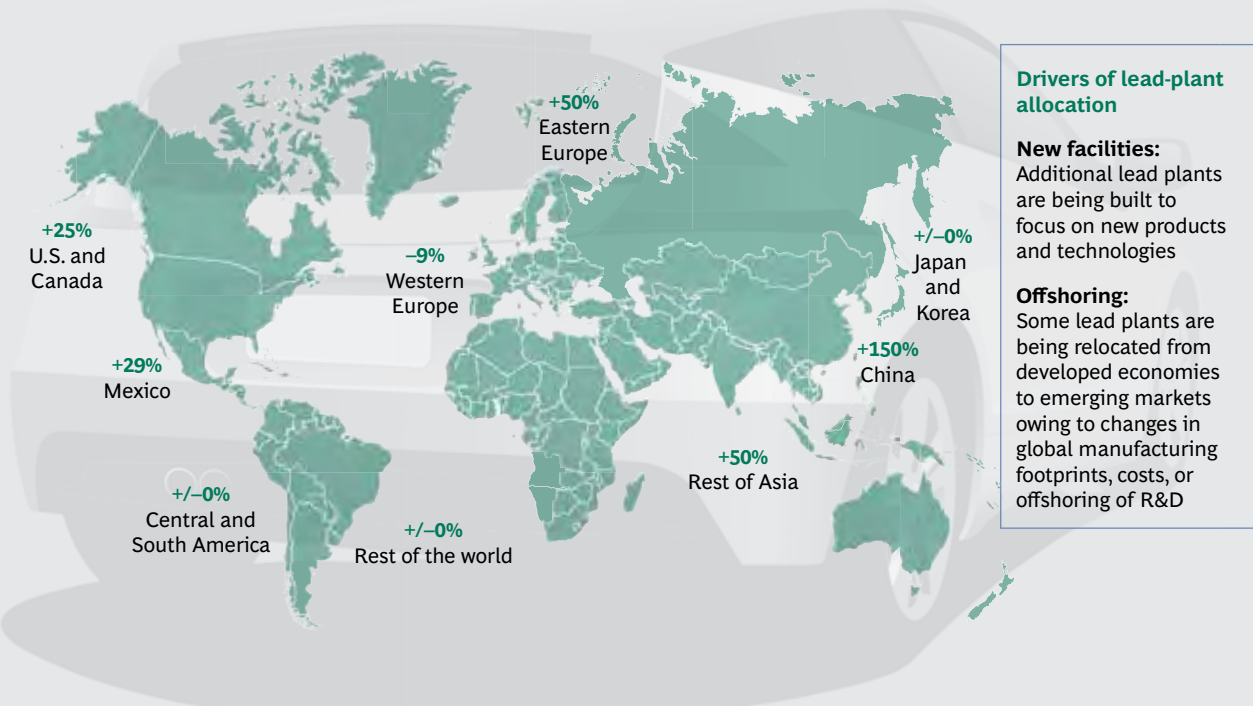 +50%
Eastern
Europe
+25%
U.S. and
Canada
–9%
Western
Europe
+/–0%
Japan
and
Korea
+29%
Mexico
+150%
China
+50%
Rest of Asia
+/–0%
Central and
South America
+/–0%
Rest of the world
Drivers of lead-plant
allocation
New facilities:
Additional lead plants
are being built to
focus on new products
and technologies
Offshoring:
Some lead plants are
being relocated from
developed economies
to emerging markets
owing to changes in
global manufacturing
footprints, costs, or
offshoring of R&D